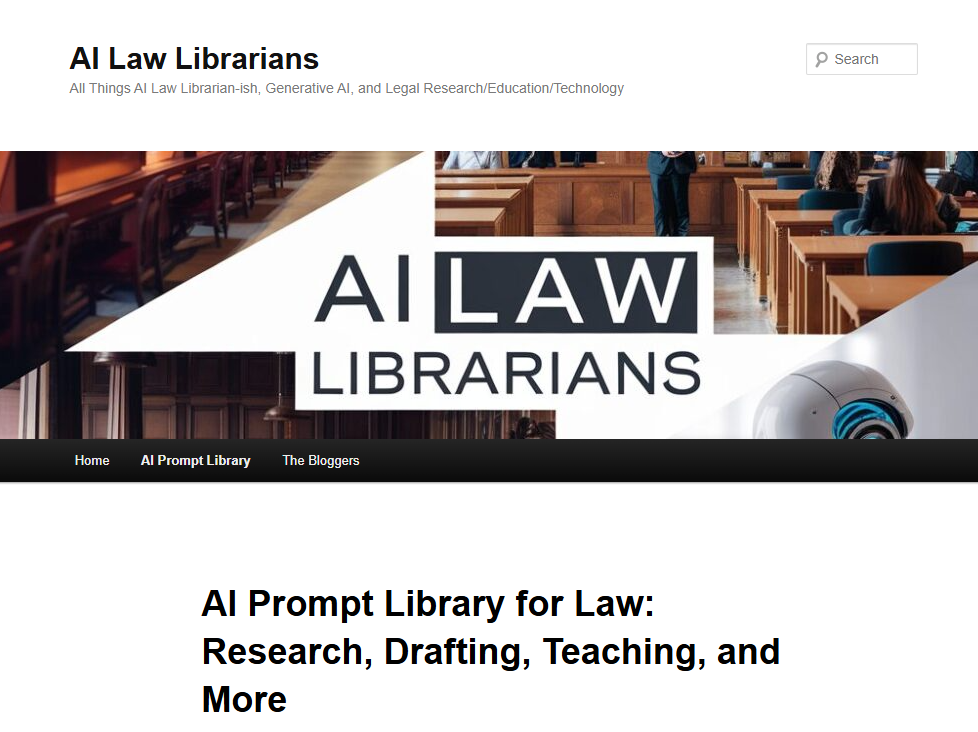 AI Law Librarians
All Things AI Law Librarian-ish, Generative AI, and Legal Research/Education/Technology
Search
AI LAW
LIBRARIANS
Home AI Prompt Library The Bloggers
AI Prompt Library for Law:
Research, Drafting, Teaching, and
More